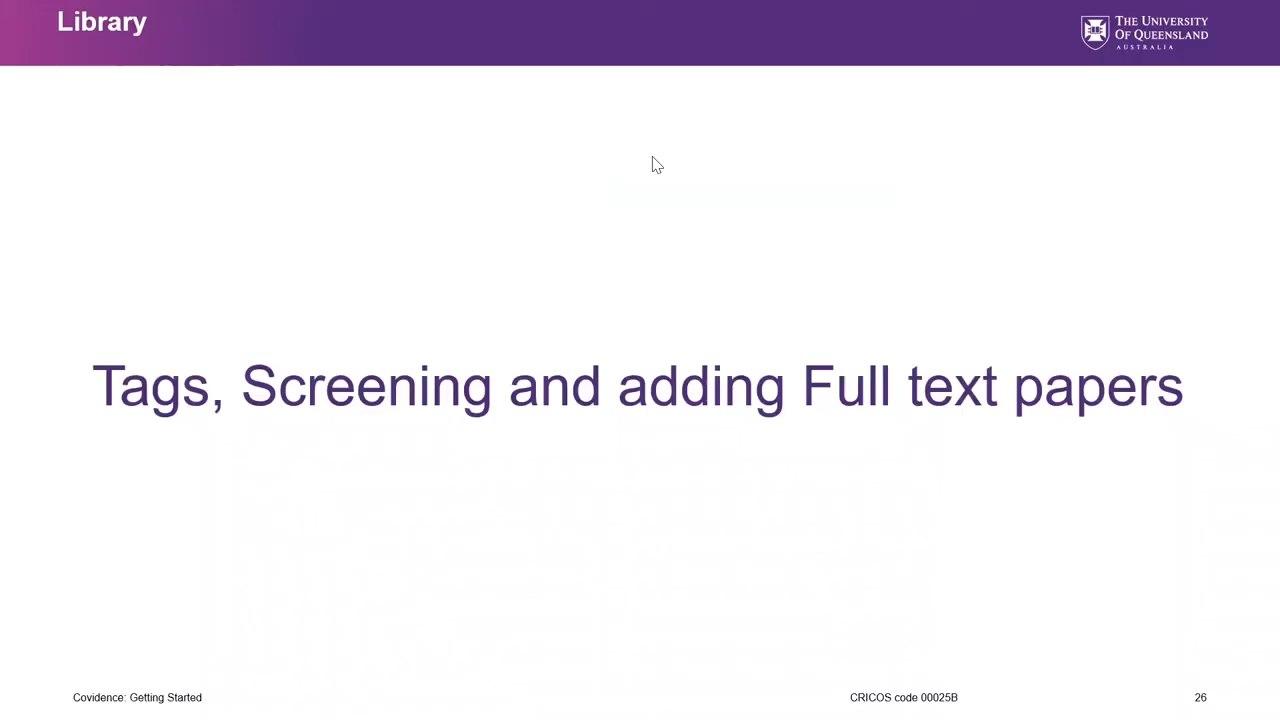 Library
THE UNIVERSITY
OF QUEENSLAND
AUSTRALIA
Tags, Screening and adding Full text papers
Covidence: Getting Started
CRICOS code 00025B
26